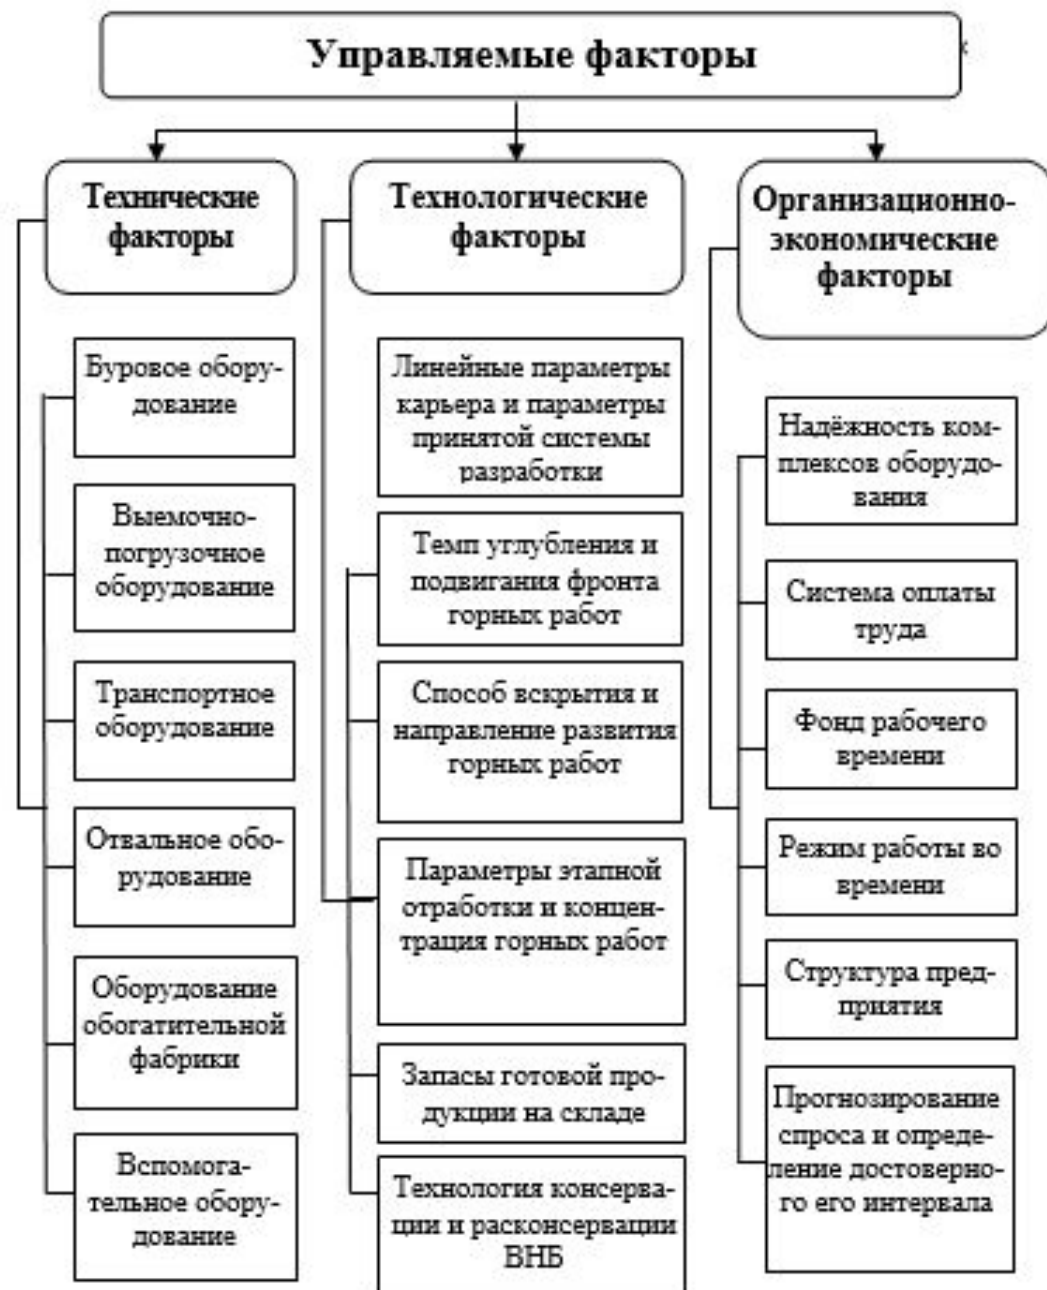 Управляемые факторы
Технические
факторы
Буровое обору-
дование
Выемочно-
погрузочное
оборудование
Транспортное
оборудование
Отвальное обо-
рудование
Оборудование
обогатительной
фабрики
Вспомога-
тельное обору-
дование
Технологические
факторы
Линейные параметры
карьера и параметры
принятой системы
разработки
Темп углубления и
подвигания фронта
горных работ
Способ вскрытия и
направление развития
горных работ
Параметры этапной
отработки и концен-
трация горных работ
Запасы готовой про-
дукции на складе
Технология консерва-
ции и расконсервации
ВНБ
Организационно-
экономические
факторы
Надёжность ком-
плексов оборудо-
вания
Система оплаты
труда
Фонд рабочего
времени
Режим работы во
времени
Структура пред-
приятия
Прогнозирование
спроса и опреде-
ление достоверно-
го его интервала